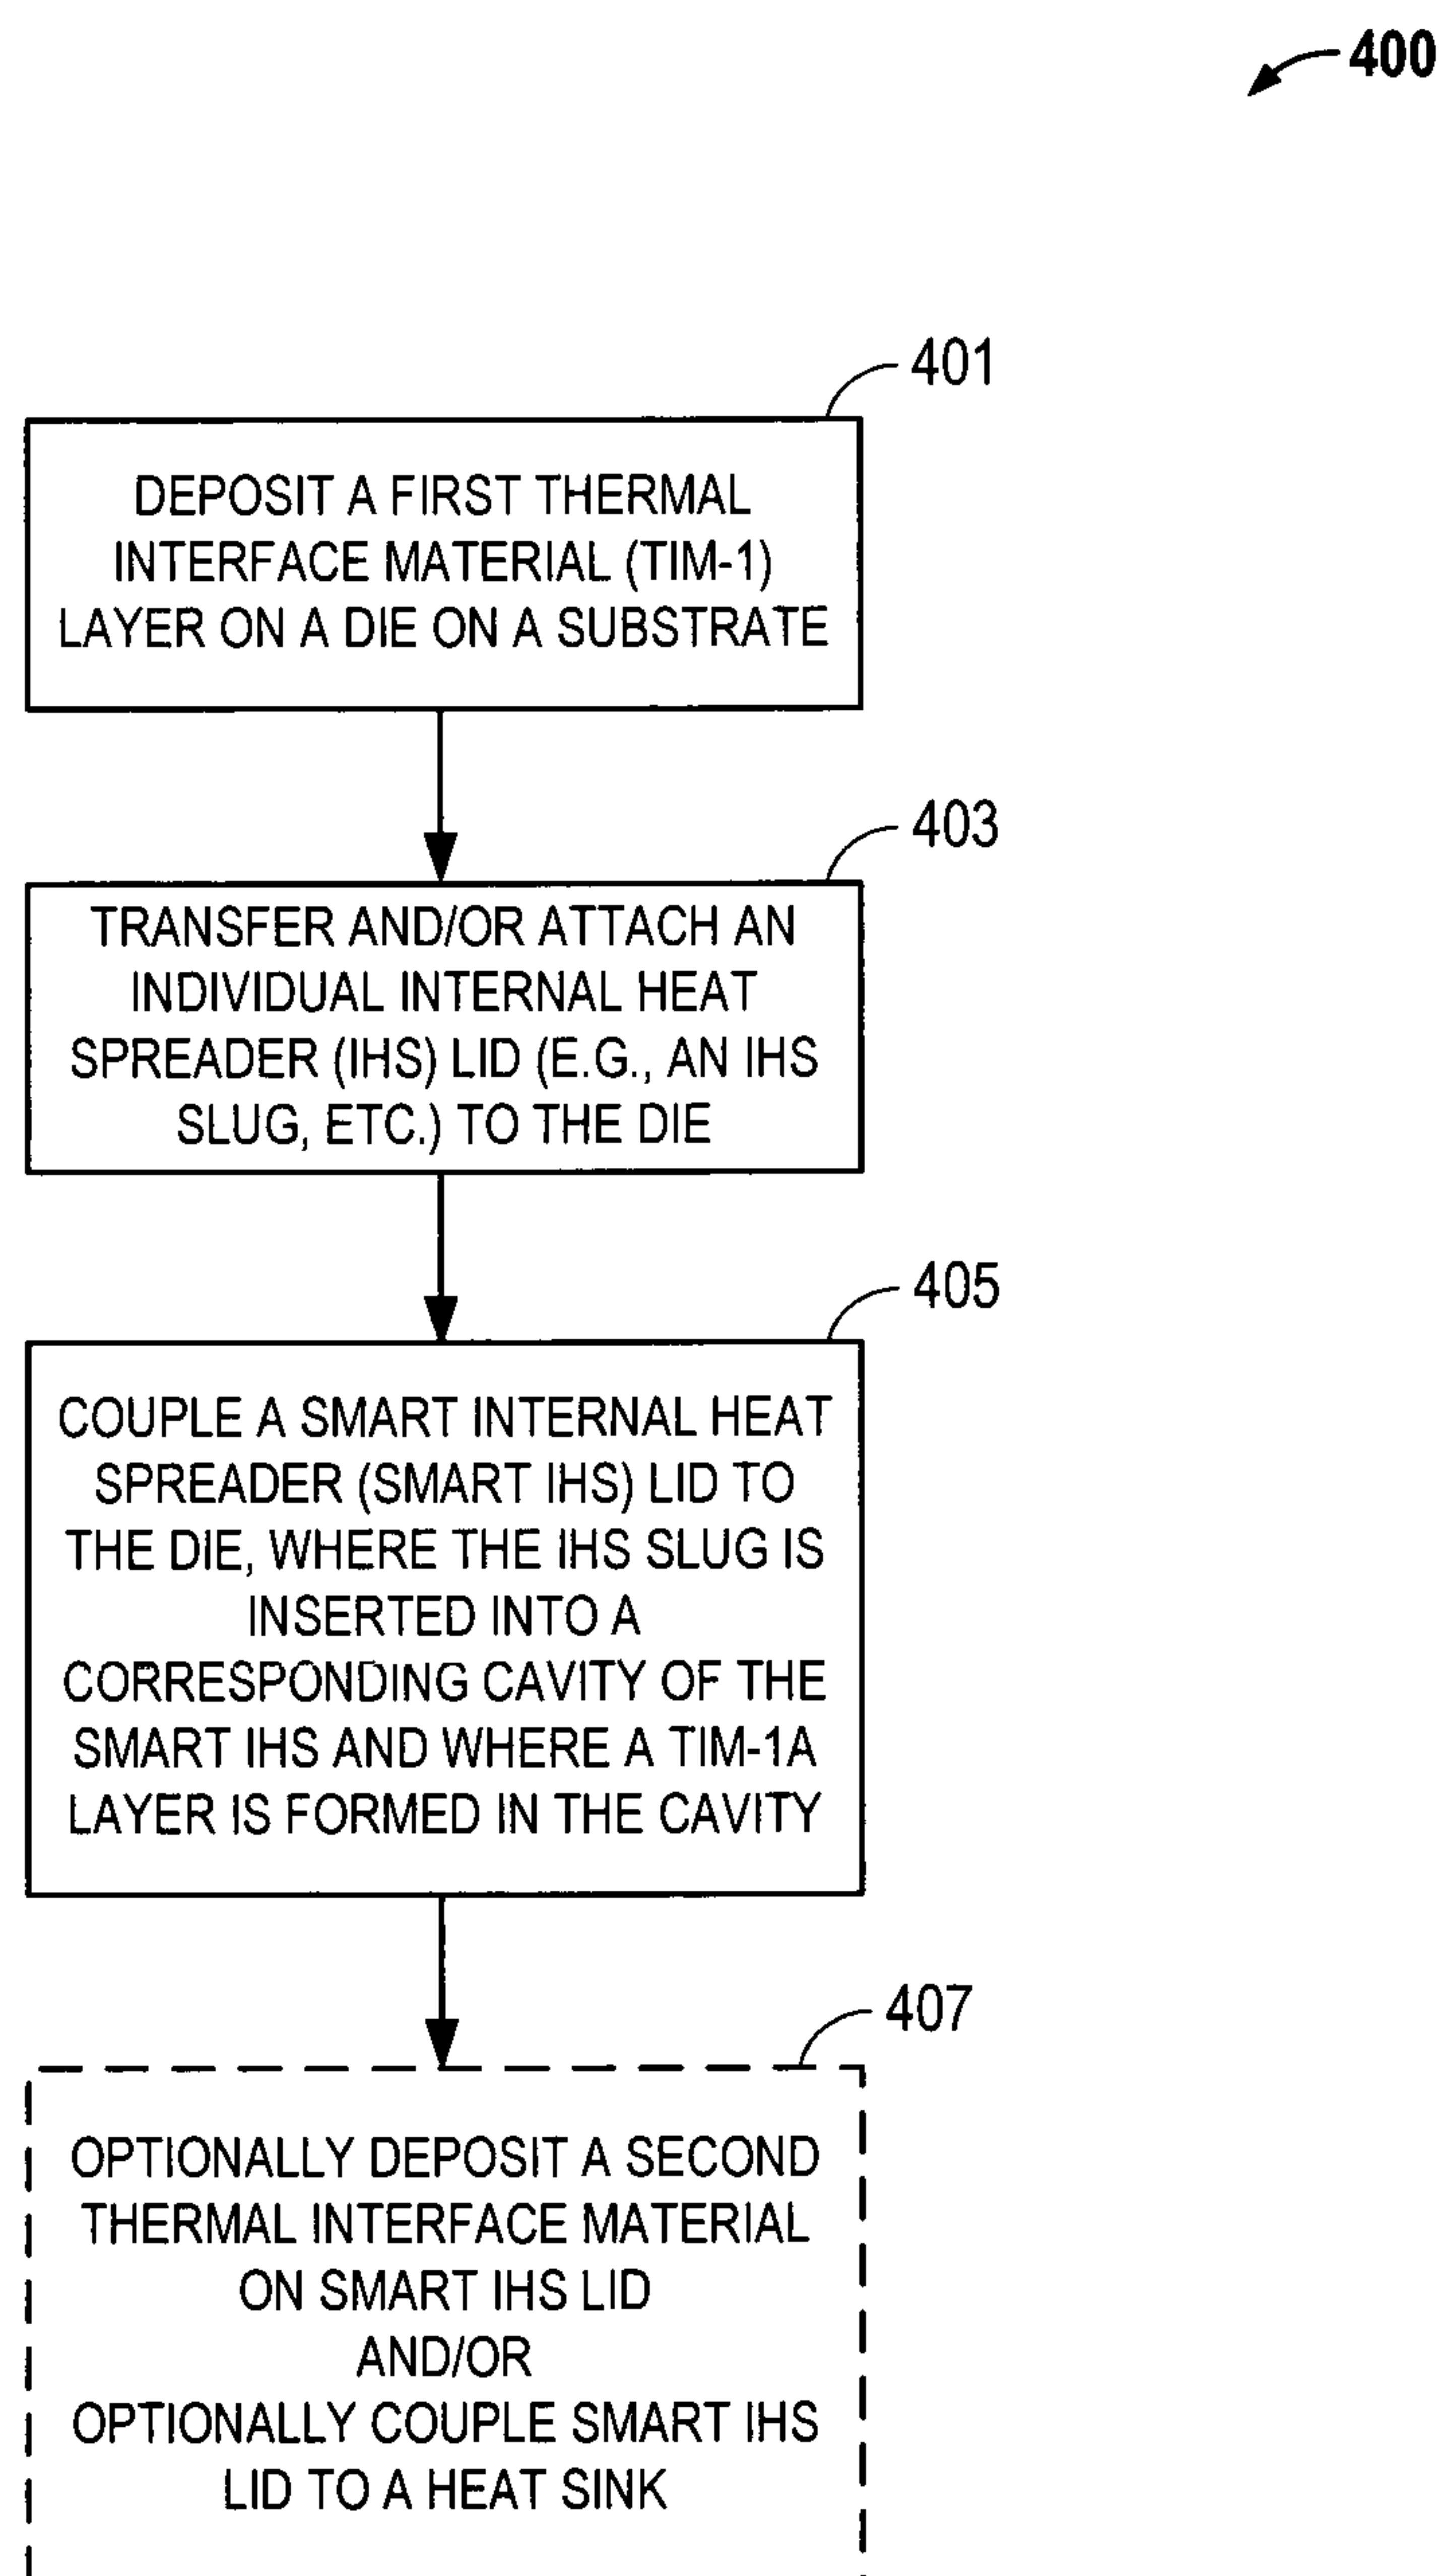 400
401
DEPOSIT A FIRST THERMAL
INTERFACE MATERIAL (TIM-1)
LAYER ON A DIE ON A SUBSTRATE
403
TRANSFER AND/OR ATTACH AN
INDIVIDUAL INTERNAL HEAT
SPREADER (IHS) LID (E.G., AN IHS
SLUG, ETC.) TO THE DIE
405
COUPLE A SMART INTERNAL HEAT
SPREADER (SMART IHS) LID TO
THE DIE, WHERE THE IHS SLUG IS
INSERTED INTO A
CORRESPONDING CAVITY OF THE
SMART IHS AND WHERE A TIM-1A
LAYER IS FORMED IN THE CAVITY
407
OPTIONALLY DEPOSIT A SECOND
THERMAL INTERFACE MATERIAL
ON SMART IHS LID
AND/OR
OPTIONALLY COUPLE SMART IHS
LID TO A HEAT SINK